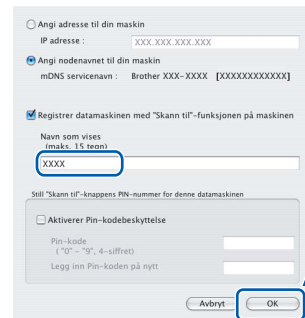 Angi adresse til din maskin
IP adresse : XXX.XXX.XXX.XXX
Angi nodenavnet til din maskin
mDNS servicenavn : Brother XXX-XXXX [XXXXXXXXXXXX]
Registrer datamaskinen med "Skann til"-funksjonen på maskinen
Navn som vises
(maks. 15 tegn)
XXXX
Still "Skann til"-knappens PIN-nummer for denne datamaskinen
Aktiverer Pin-kodebeskyttelse
Pin-kode
( "0" - "9", 4-siffret)
Legg inn Pin-koden på nytt
Avbryt OK